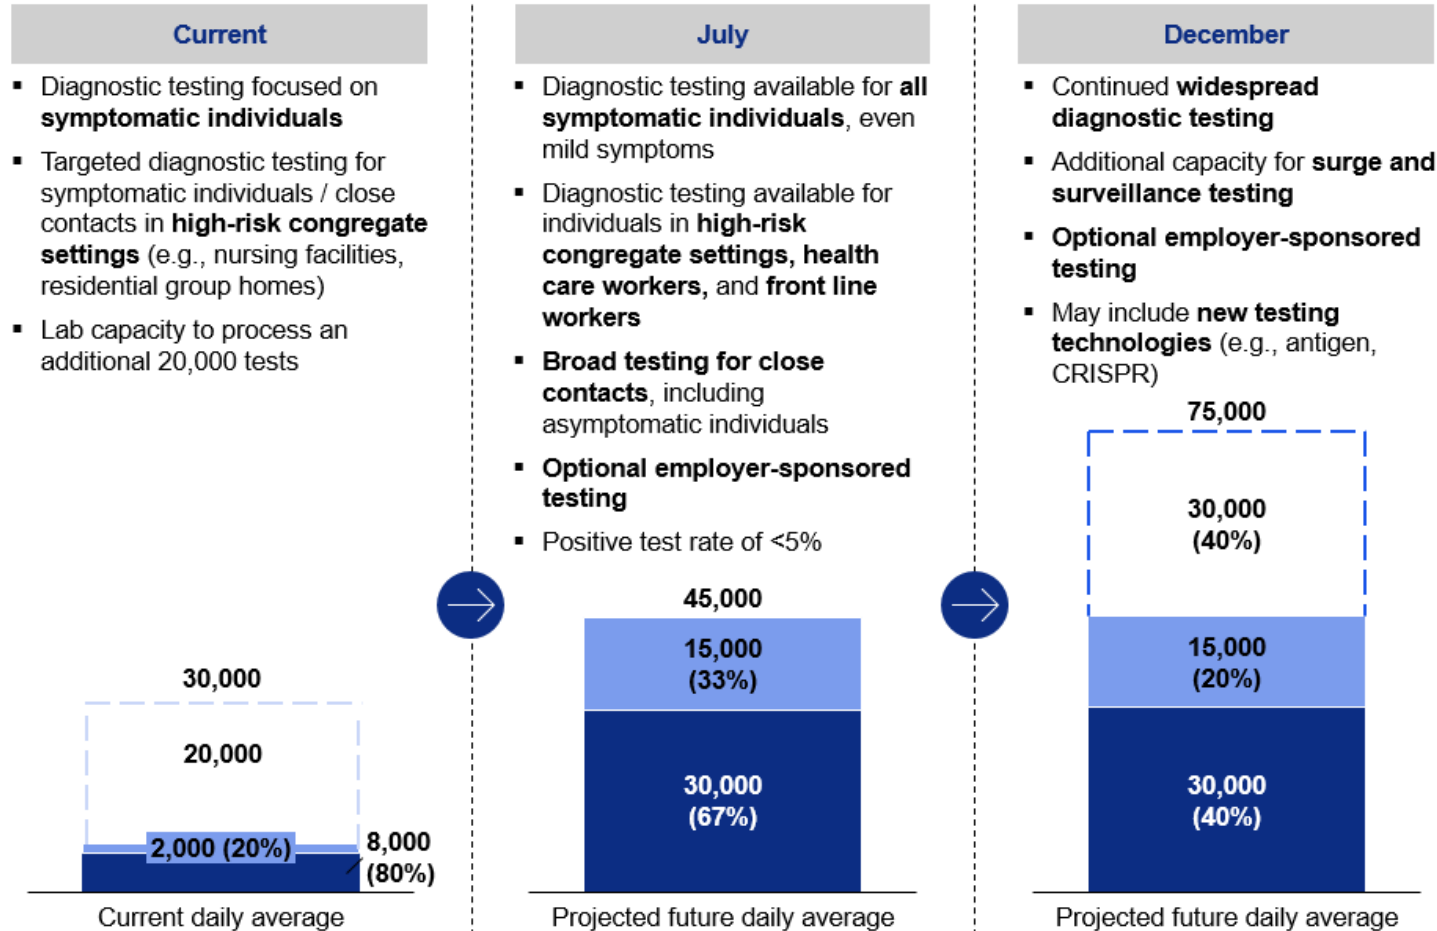 Current
▪ Diagnostic testing focused on
symptomatic individuals
▪ Targeted diagnostic testing for
symptomatic individuals / close
contacts in high-risk congregate
settings (e.g., nursing facilities,
residential group homes)
▪ Lab capacity to process an
additional 20,000 tests
30,000
20,000
2,000 (20%)
8,000
(80%)
Current daily average
July
▪ Diagnostic testing available for all
symptomatic individuals, even
mild symptoms
▪ Diagnostic testing available for
individuals in high-risk
congregate settings, health
care workers, and front line
workers
▪ Broad testing for close
contacts, including
asymptomatic individuals
▪ Optional employer-sponsored
testing
▪ Positive test rate of <5%
45,000
15,000
(33%)
30,000
(67%)
Projected future daily average
December
▪ Continued widespread
diagnostic testing
▪ Additional capacity for surge and
surveillance testing
▪ Optional employer-sponsored
testing
▪ May include new testing
technologies (e.g., antigen,
CRISPR)
75,000
30,000
(40%)
15,000
(20%)
30,000
(40%)
Projected future daily average